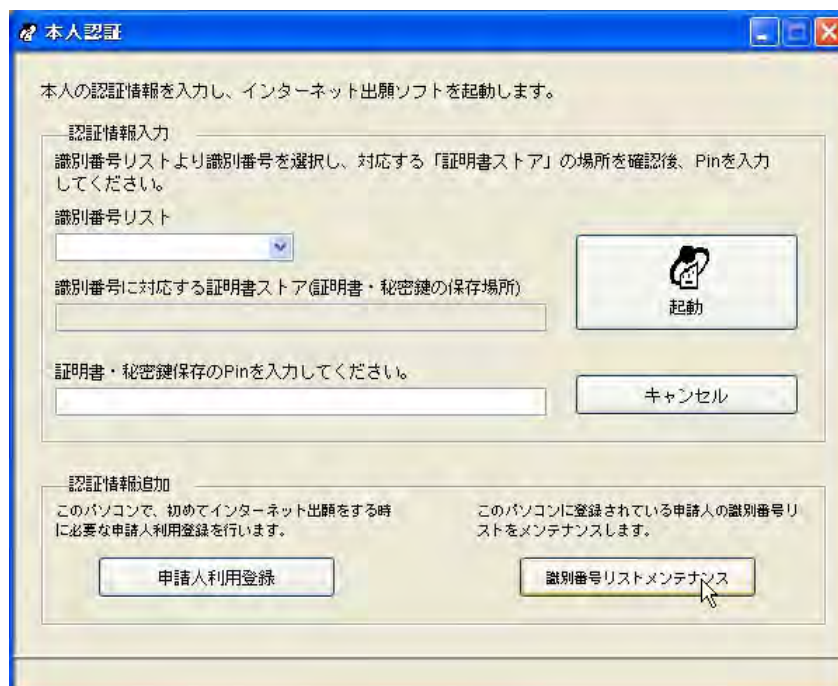 本人認証
本人の認証情報を入力し、インターネット出願ソフトを起動します。
認証情報入力
識別番号リストより識別番号を選択し、対応する「証明書ストア」の場所を確認後、Pinを入力
してください。
識別番号リスト
識別番号に対応する証明書ストア(証明書・秘密鍵の保存場所)
起動
証明書・秘密鍵保存のPinを入力してください。
キャンセル
認証情報追加
このパソコンで、初めてインターネット出願をする時
に必要な申請人利用登録を行います。
申請人利用登録
このパソコンに登録されている申請人の識別番号リ
ストをメンテナンスします。
識別番号リストメンテナンス